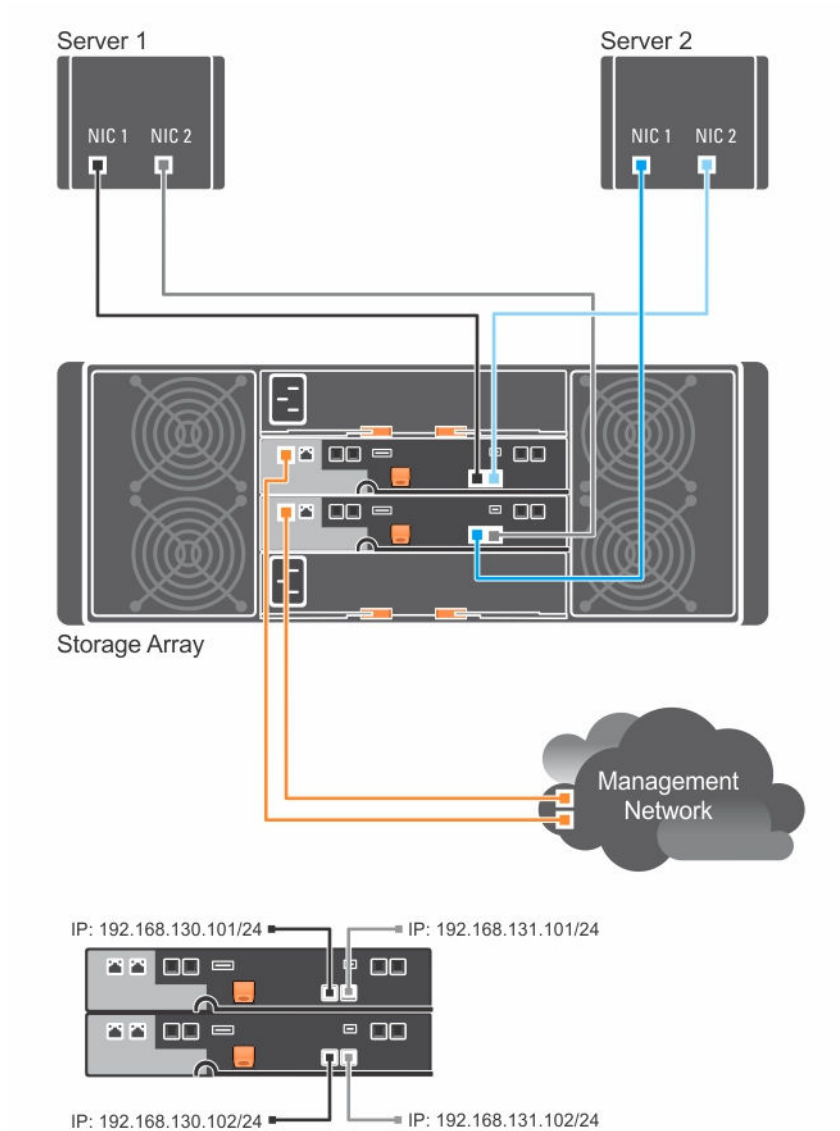 Server 1
Server 2
NIC 1 NIC 2
NIC 1 NIC 2
Storage Array
Management
Network
IP: 192.168.130.101/24
IP: 192.168.131.101/24
IP: 192.168.130.102/24
IP: 192.168.131.102/24